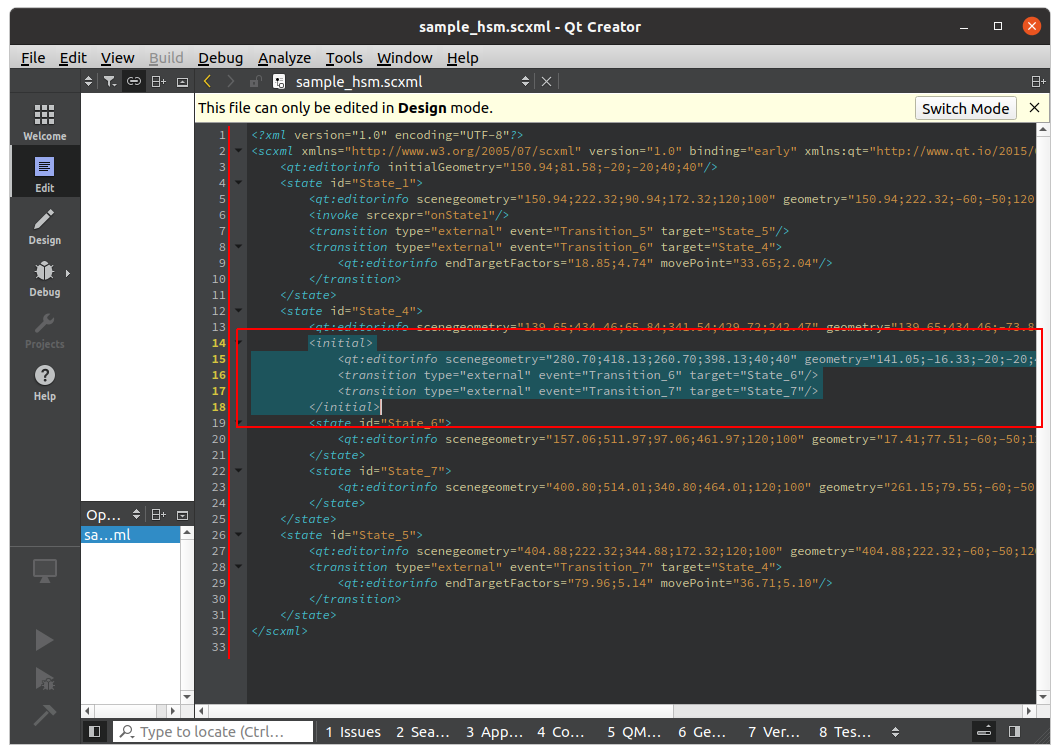 sample_hsm.scxml - Qt Creator
File Edit View Build Debug Analyze Tools Window Help
sample_hsm.scxml
This file can only be edited in Design mode.
Switch Mode
Welcome
Edit
Design
Debug
Projects
Help
1 <?xml version="1.0" encoding="UTF-8"?>
2 <scxml xmlns="http://www.w3.org/2005/07/scxml" version="1.0" binding="early" xmlns:qt="http://www.qt.io/2015/
3 <qt:editorinfo initialGeometry="150.94;81.58;-20;-20;40;40"/>
4 <state id="State_1">
5 <qt:editorinfo scenegeometry="150.94;222.32;90.94;172.32;120;100" geometry="150.94;222.32;-60;-50;120
6 <invoke srcexpr="onState1"/>
7 <transition type="external" event="Transition_5" target="State_5"/>
8 <transition type="external" event="Transition_6" target="State_4">
9 <qt:editorinfo endTargetFactors="18.85;4.74" movePoint="33.65;2.04"/>
10 </transition>
11 </state>
12 <state id="State_4">
13 <qt:editorinfo scenegeometry="139.65;434.46;65.84;341.54;429.72;242.47" geometry="139.65;434.46;-73.8
14 <initial>
15 <qt:editorinfo scenegeometry="280.70;418.13;260.70;398.13;40;40" geometry="141.05;-16.33;-20;-20;
16 <transition type="external" event="Transition_6" target="State_6"/>
17 <transition type="external" event="Transition_7" target="State_7"/>
18 </initial>
19 <state id="State_6">
20 <qt:editorinfo scenegeometry="157.06;511.97;97.06;461.97;120;100" geometry="17.41;77.51;-60;-50;1
21 </state>
22 <state id="State_7">
23 <qt:editorinfo scenegeometry="400.80;514.01;340.80;464.01;120;100" geometry="261.15;79.55;-60;-50
24 </state>
25 </state>
26 <state id="State_5">
27 <qt:editorinfo scenegeometry="404.88;222.32;344.88;172.32;120;100" geometry="404.88;222.32;-60;-50;12
28 <transition type="external" event="Transition_7" target="State_4">
29 <qt:editorinfo endTargetFactors="79.96;5.14" movePoint="36.71;5.10"/>
30 </transition>
31 </state>
32 </scxml>
33
Op...
sa...ml
Type to locate (Ctrl... 1 Issues 2 Sea... 3 App... 4 Co... 5 QM... 6 Ge... 7 Ver... 8 Tes...